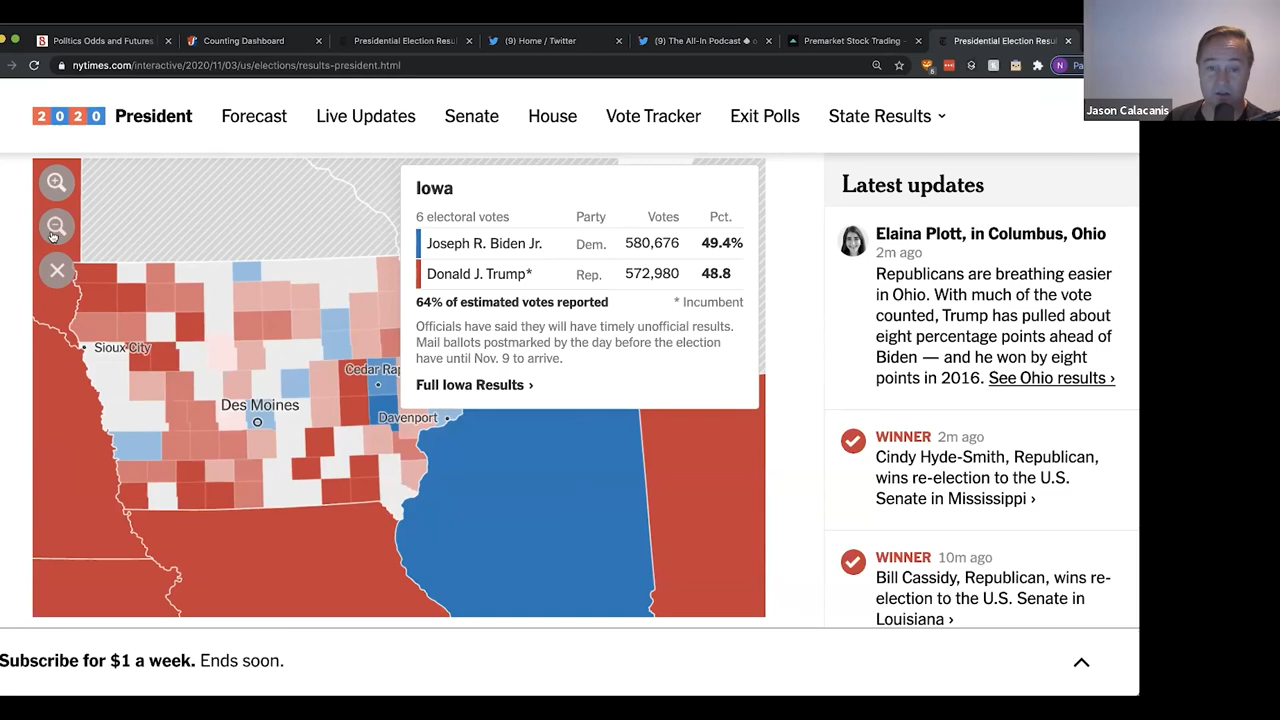 Politics Odds and Futures
Counting Dashboard
Presidential Election Resu
(9) Home / Twitter
(9) The All-In Podcast
Premarket Stock Trading -
Presidential Election Resu
nytimes.com/interactive/2020/11/03/us/elections/results-president.html
Jason Calacanis
2020 President Forecast Live Updates Senate House Vote Tracker Exit Polls State Results
Sioux City
Cedar Rap
Des Moines
Davenport
Iowa
6 electoral votes Party Votes Pct.
Joseph R. Biden Jr. Dem. 580,676 49.4%
Donald J. Trump* Rep. 572,980 48.8
64% of estimated votes reported * Incumbent
Officials have said they will have timely unofficial results.
Mail ballots postmarked by the day before the election
have until Nov. 9 to arrive.
Full Iowa Results ›
Latest updates
Elaina Plott, in Columbus, Ohio
2m ago
Republicans are breathing easier
in Ohio. With much of the vote
counted, Trump has pulled about
eight percentage points ahead of
Biden — and he won by eight
points in 2016. See Ohio results ›
WINNER 2m ago
Cindy Hyde-Smith, Republican,
wins re-election to the U.S.
Senate in Mississippi ›
WINNER 10m ago
Bill Cassidy, Republican, wins re-
election to the U.S. Senate in
Louisiana ›
Subscribe for $1 a week. Ends soon.